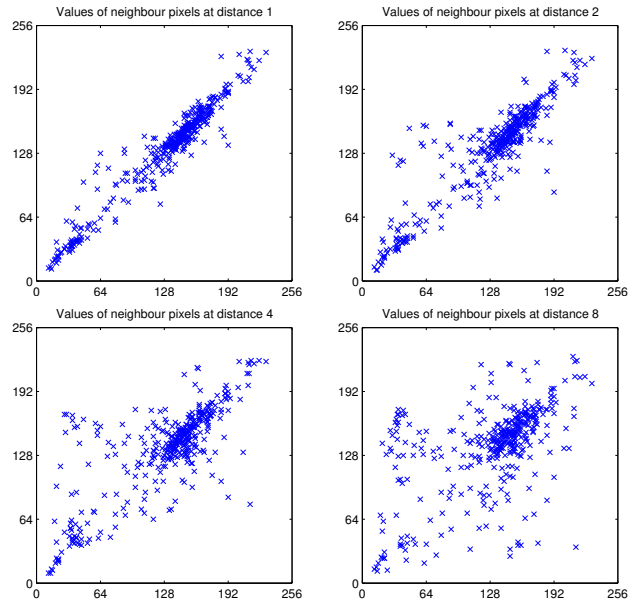 Values of neighbour pixels at distance 1
256
192
128
64
0
0 64 128 192 256
Values of neighbour pixels at distance 2
256
192
128
64
0
0 64 128 192 256
Values of neighbour pixels at distance 4
256
192
128
64
0
0 64 128 192 256
Values of neighbour pixels at distance 8
256
192
128
64
0
0 64 128 192 256